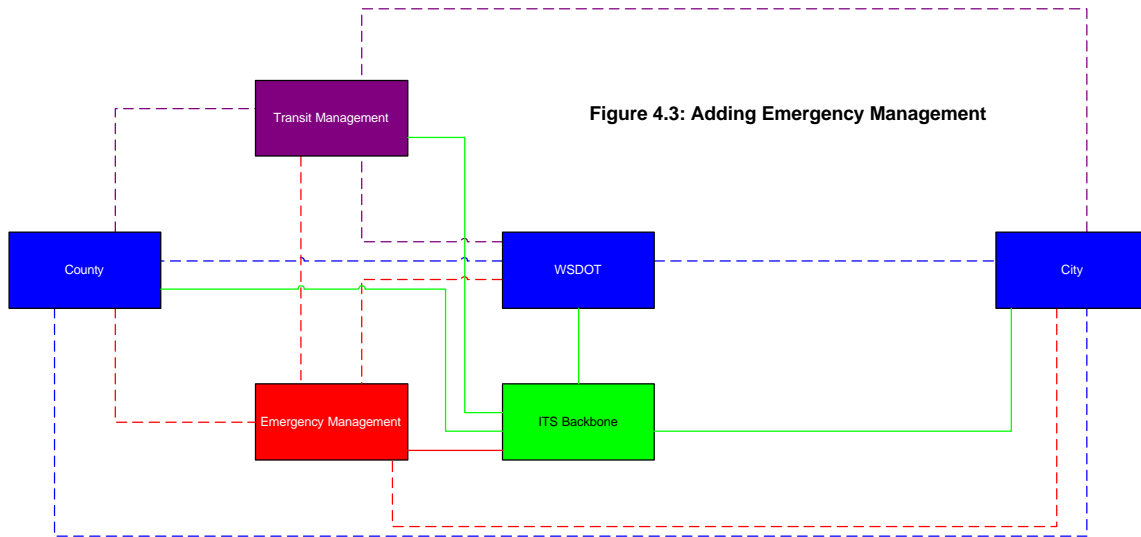 Transit Management
Figure 4.3: Adding Emergency Management
County
WSDOT
City
Emergency Management
ITS Backbone